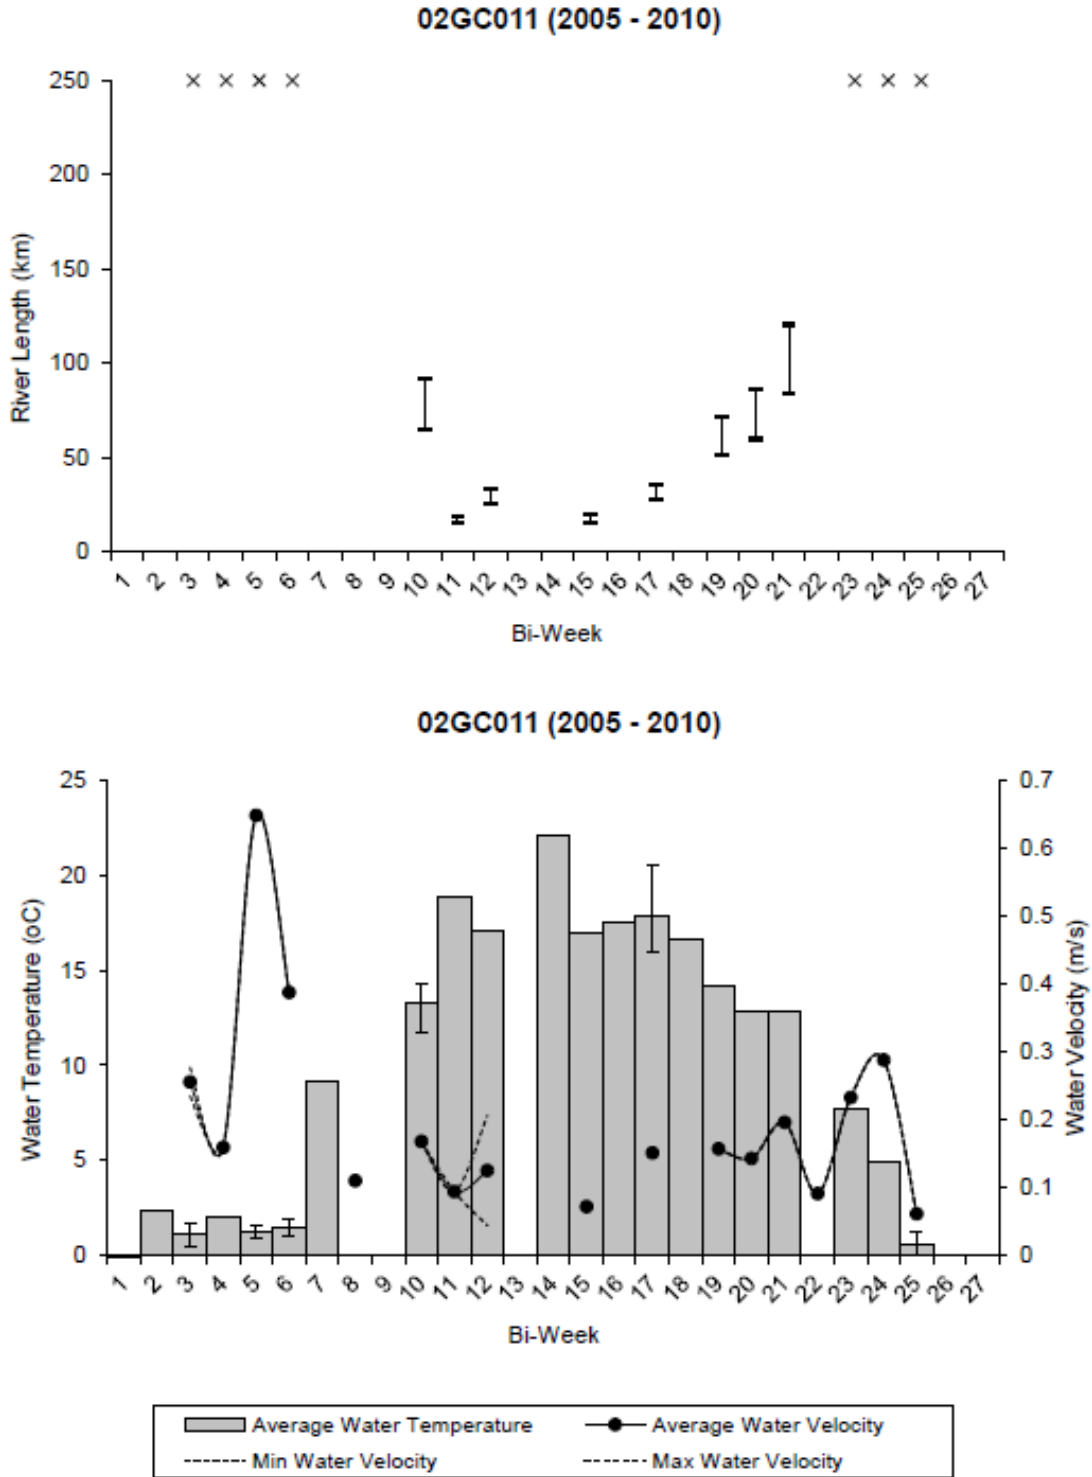 02GC011 (2005 - 2010)
250
200
150
100
50
0
River Length (km)
1 2 3 4 5 6 7 8 9 10 11 12 13 14 15 16 17 18 19 20 21 22 23 24 25 26 27
Bi-Week
02GC011 (2005 - 2010)
25
20
15
10
5
0
Water Temperature (oC)
0.7
0.6
0.5
0.4
0.3
0.2
0.1
0
Water Velocity (m/s)
1 2 3 4 5 6 7 8 9 10 11 12 13 14 15 16 17 18 19 20 21 22 23 24 25 26 27
Bi-Week
Average Water Temperature
Average Water Velocity
Min Water Velocity
Max Water Velocity